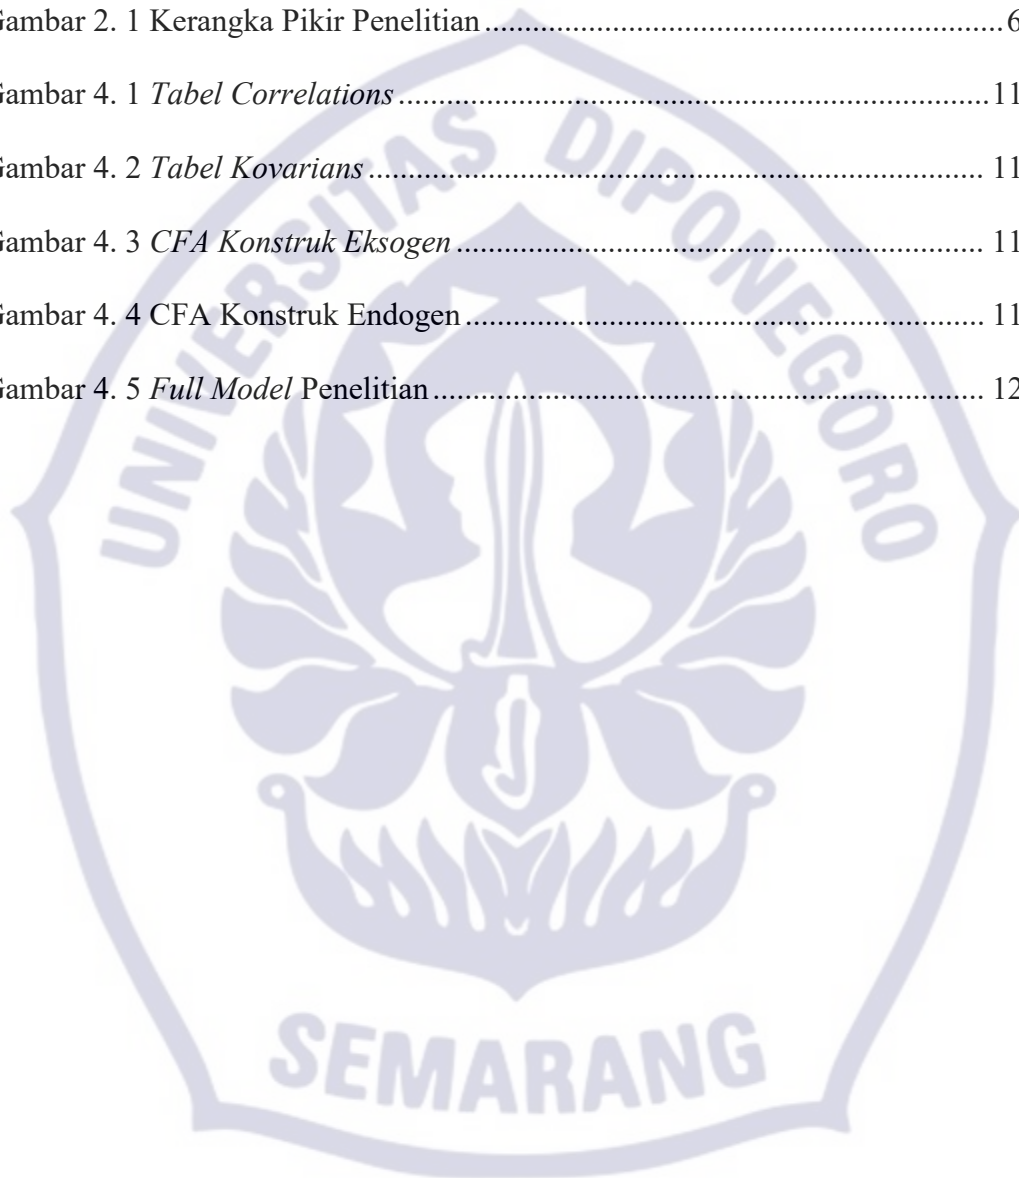 Gambar 2. 1 Kerangka Pikir Penelitian...........................................................................6
Gambar 4. 1 Tabel Correlations.....................................................................................11
Gambar 4. 2 Tabel Kovarians........................................................................................ 11
Gambar 4. 3 CFA Konstruk Eksogen............................................................................ 11
Gambar 4. 4 CFA Konstruk Endogen........................................................................... 11
Gambar 4. 5 Full Model Penelitian................................................................................ 12
UNIVERSITAS DIPONEGORO
SEMARANG